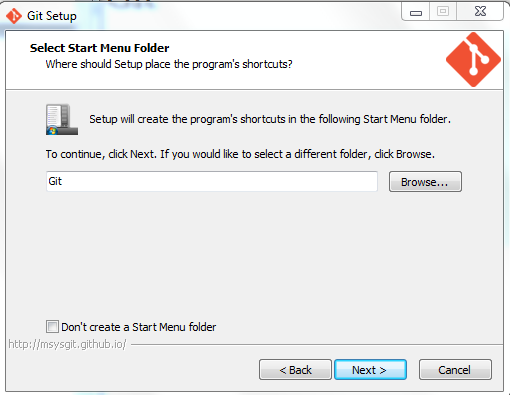 Git Setup
Select Start Menu Folder
Where should Setup place the program's shortcuts?
Setup will create the program's shortcuts in the following Start Menu folder.
To continue, click Next. If you would like to select a different folder, click Browse.
Git
Browse...
Don't create a Start Menu folder
http://msysgit.github.io/
< Back
Next >
Cancel